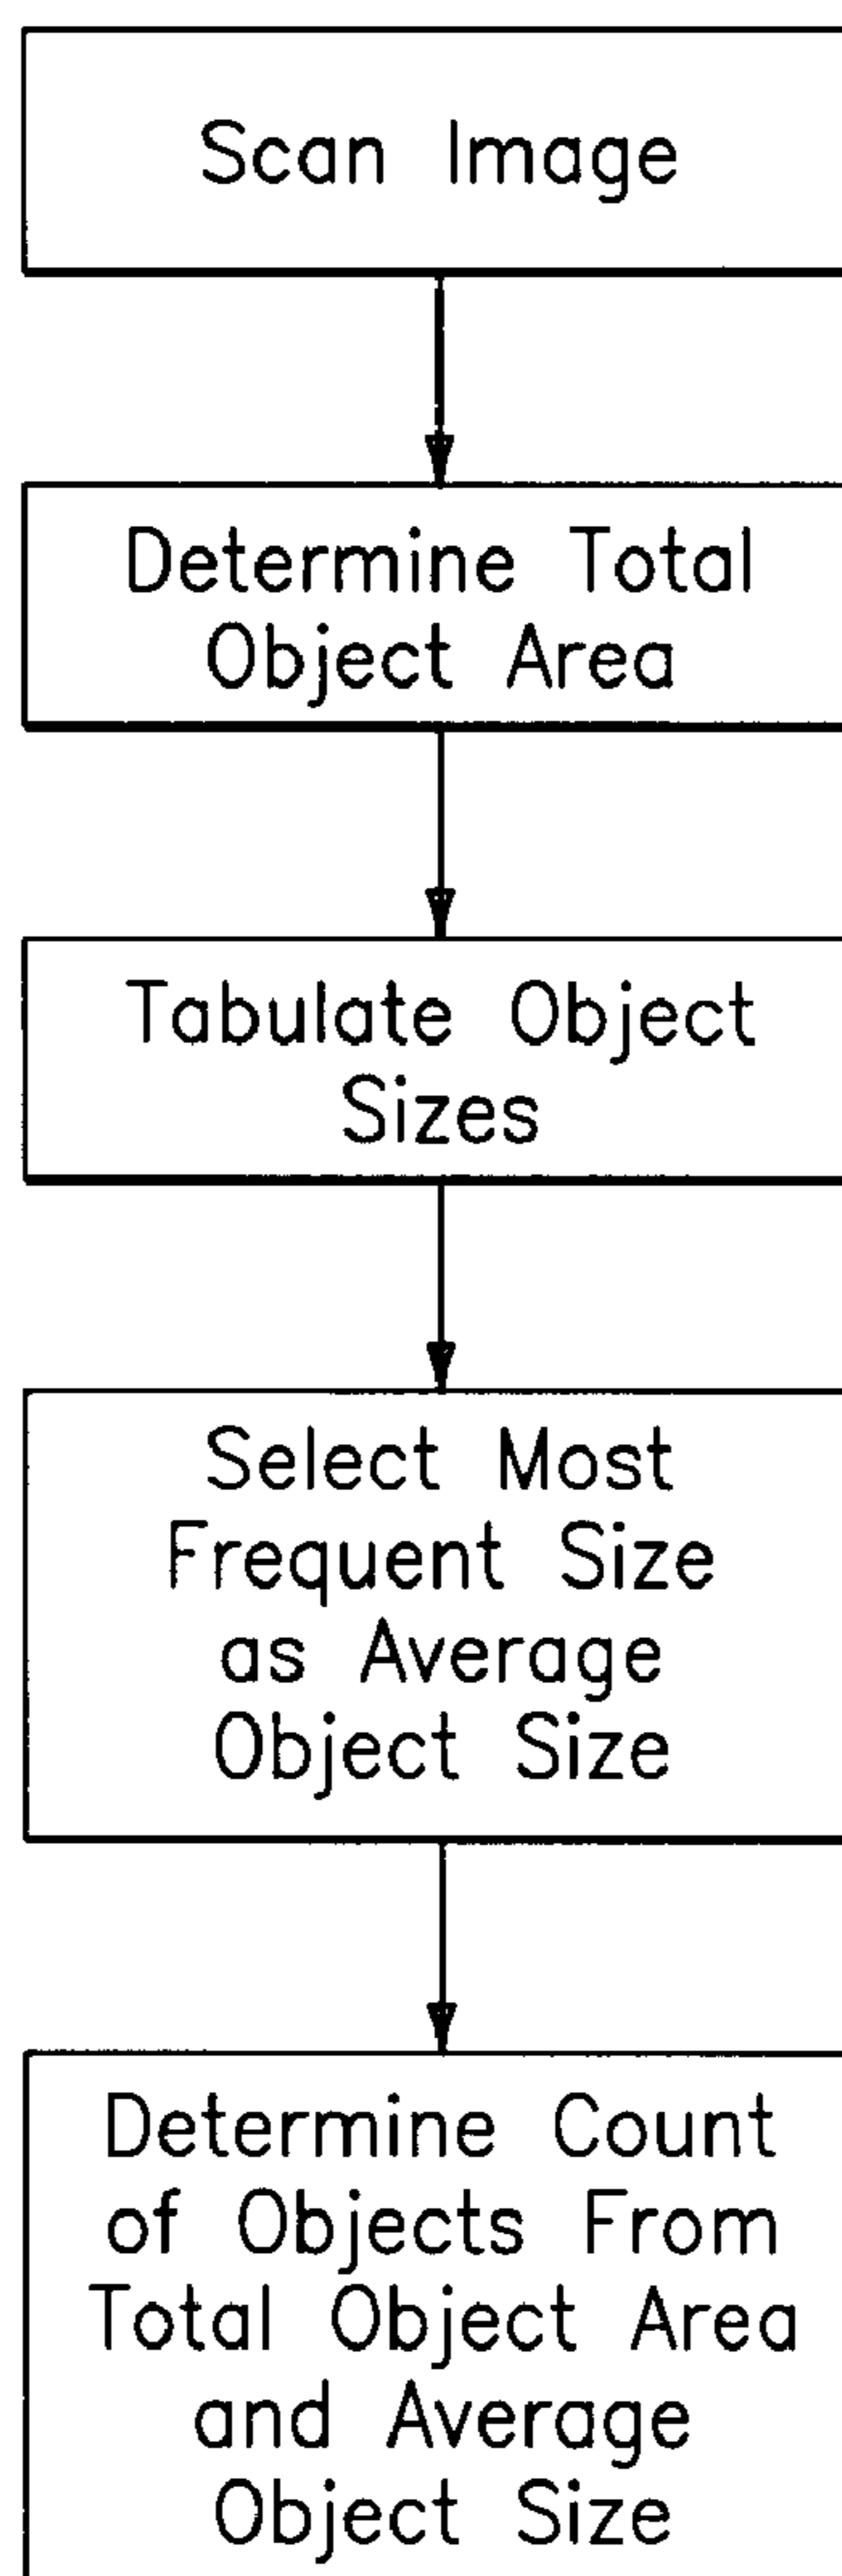 Scan Image
Determine Total
Object Area
Tabulate Object
Sizes
Select Most
Frequent Size
as Average
Object Size
Determine Count
of Objects From
Total Object Area
and Average
Object Size